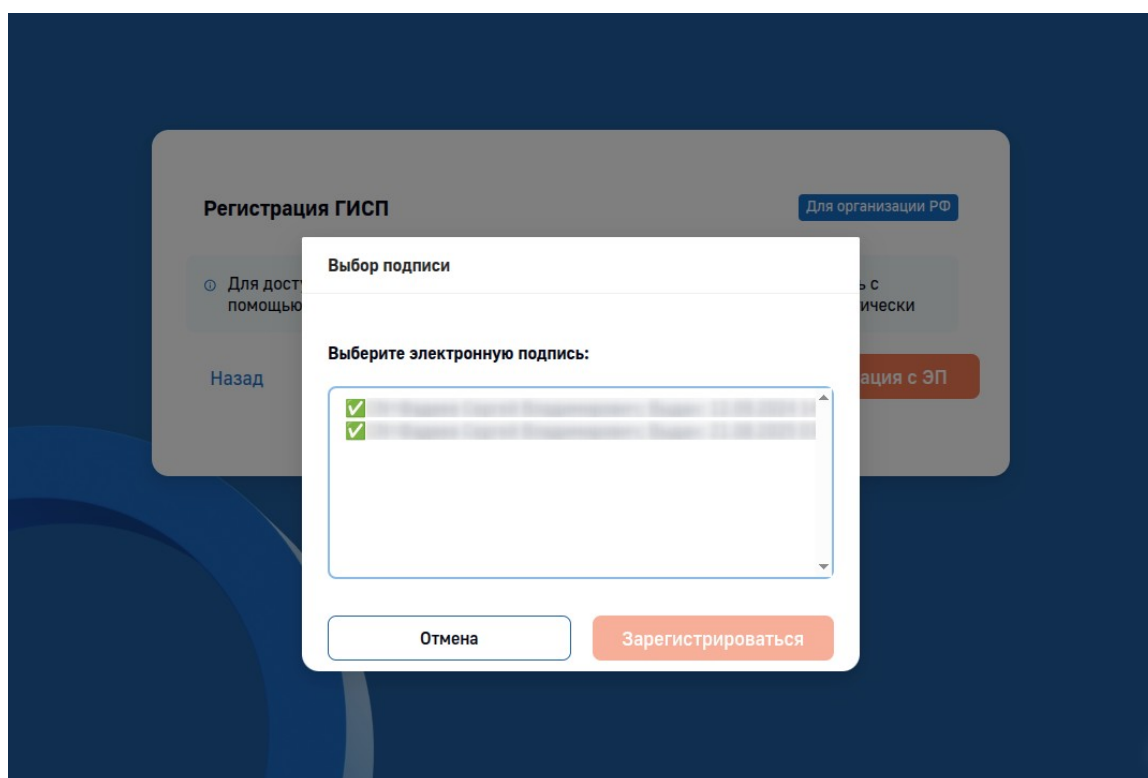 Регистрация ГИСП
Для организации РФ
Выбор подписи
Для дост
ь с
помощью
ически
Выберите электронную подпись:
Назад
ация с ЭП
Отмена
Зарегистрироваться